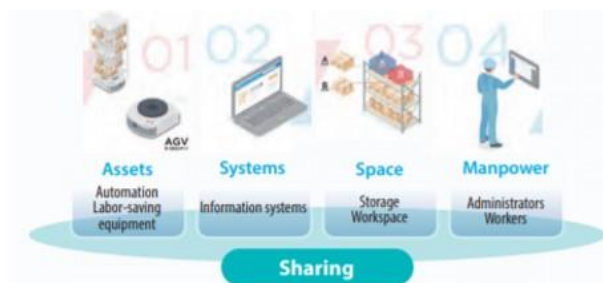 01
02
03
04
AGV
A
B
Assets
Systems
Space
Manpower
Automation
Labor-saving
equipment
Information systems
Storage
Workspace
Administrators
Workers
Sharing